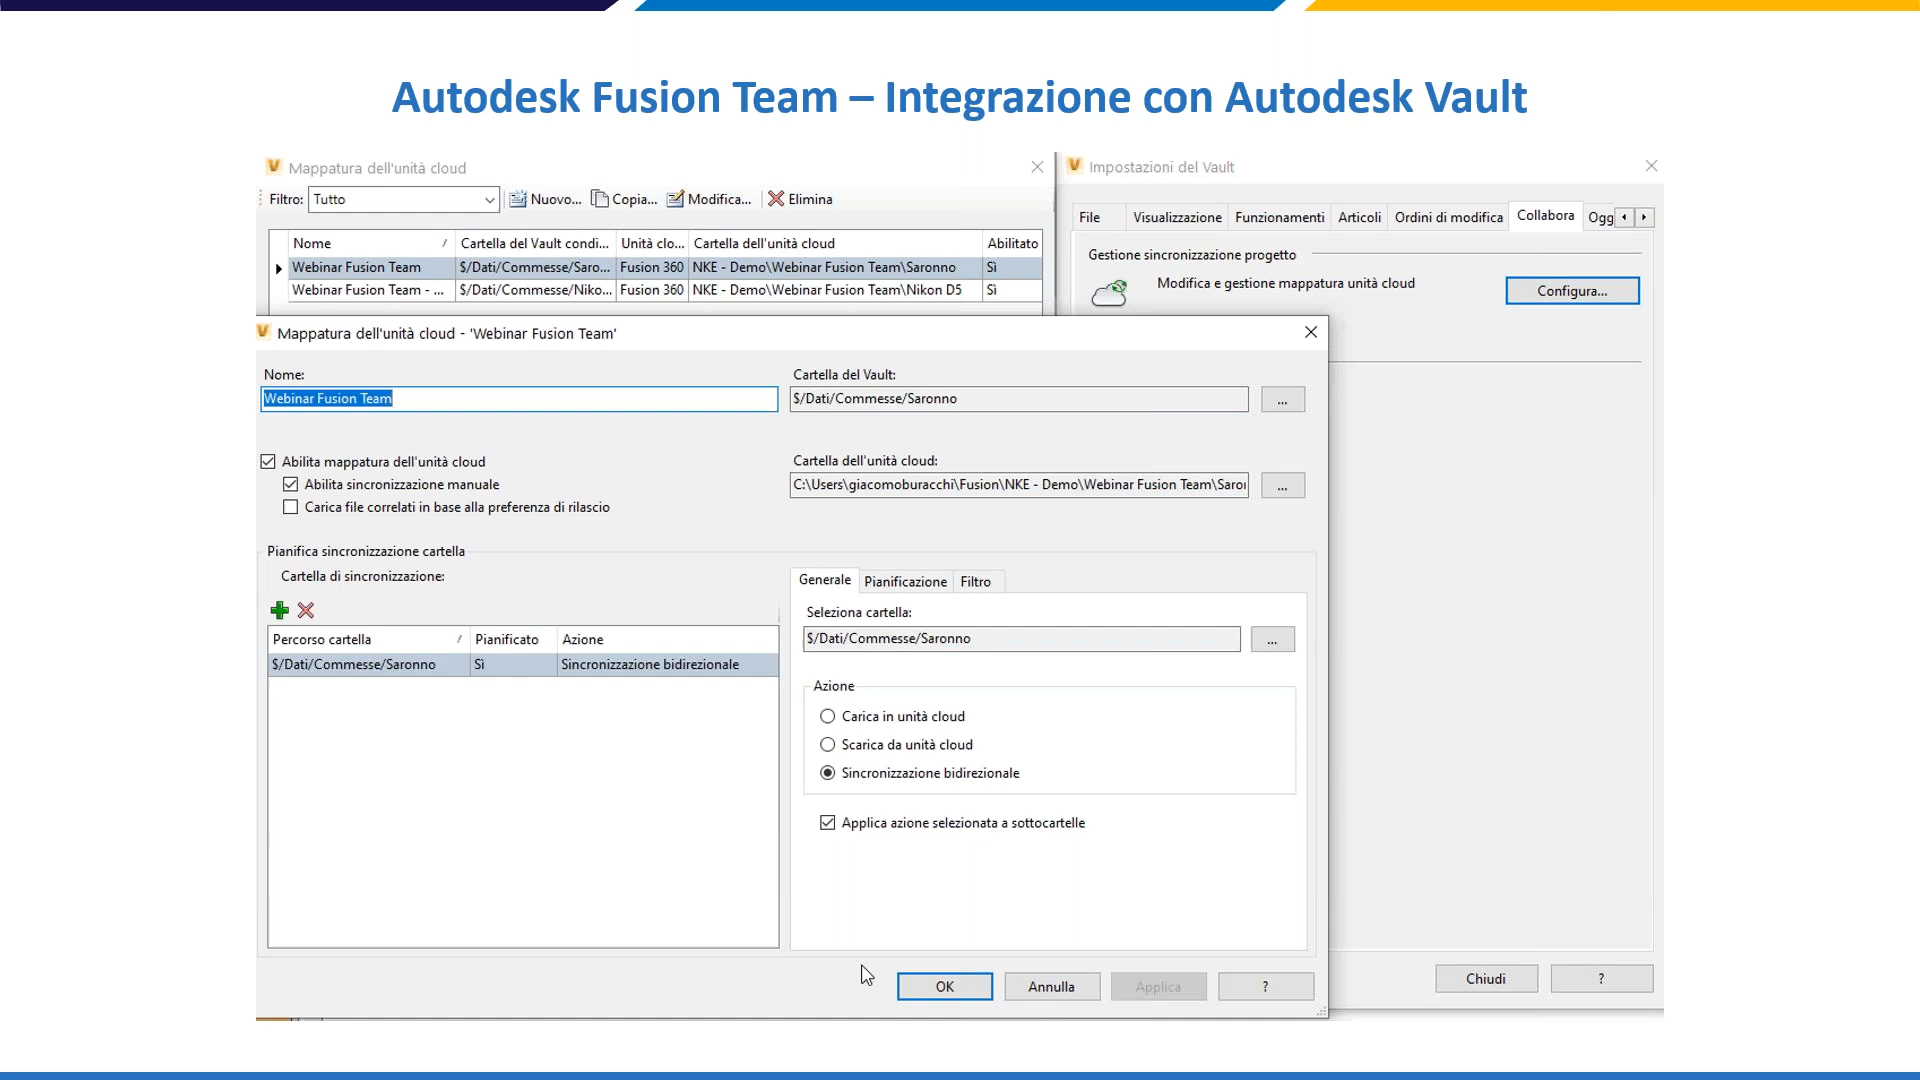 Autodesk Fusion Team – Integrazione con Autodesk Vault
Mappatura dell'unità cloud
Filtro: Tutto Nuovo... Copia... Modifica... Elimina
Nome Cartella del Vault condi... Unità clo... Cartella dell'unità cloud Abilitato
Webinar Fusion Team $/Dati/Commesse/Saro... Fusion 360 NKE - Demo\Webinar Fusion Team\Saronno Sì
Webinar Fusion Team - ... $/Dati/Commesse/Niko... Fusion 360 NKE - Demo\Webinar Fusion Team\Nikon D5 Sì
Impostazioni del Vault
File Visualizzazione Funzionamenti Articoli Ordini di modifica Collabora Ogg
Gestione sincronizzazione progetto
Modifica e gestione mappatura unità cloud Configura...
Mappatura dell'unità cloud - 'Webinar Fusion Team'
Nome: Cartella del Vault:
Webinar Fusion Team $/Dati/Commesse/Saronno ...
Abilita mappatura dell'unità cloud Cartella dell'unità cloud:
Abilita sincronizzazione manuale C:\Users\giacomoburacchi\Fusion\NKE - Demo\Webinar Fusion Team\Saro ...
Carica file correlati in base alla preferenza di rilascio
Pianifica sincronizzazione cartella
Cartella di sincronizzazione:
Percorso cartella Pianificato Azione
$/Dati/Commesse/Saronno Sì Sincronizzazione bidirezionale
Generale Pianificazione Filtro
Seleziona cartella:
$/Dati/Commesse/Saronno ...
Azione
Carica in unità cloud
Scarica da unità cloud
Sincronizzazione bidirezionale
Applica azione selezionata a sottocartelle
OK Annulla Applica ?
Chiudi ?